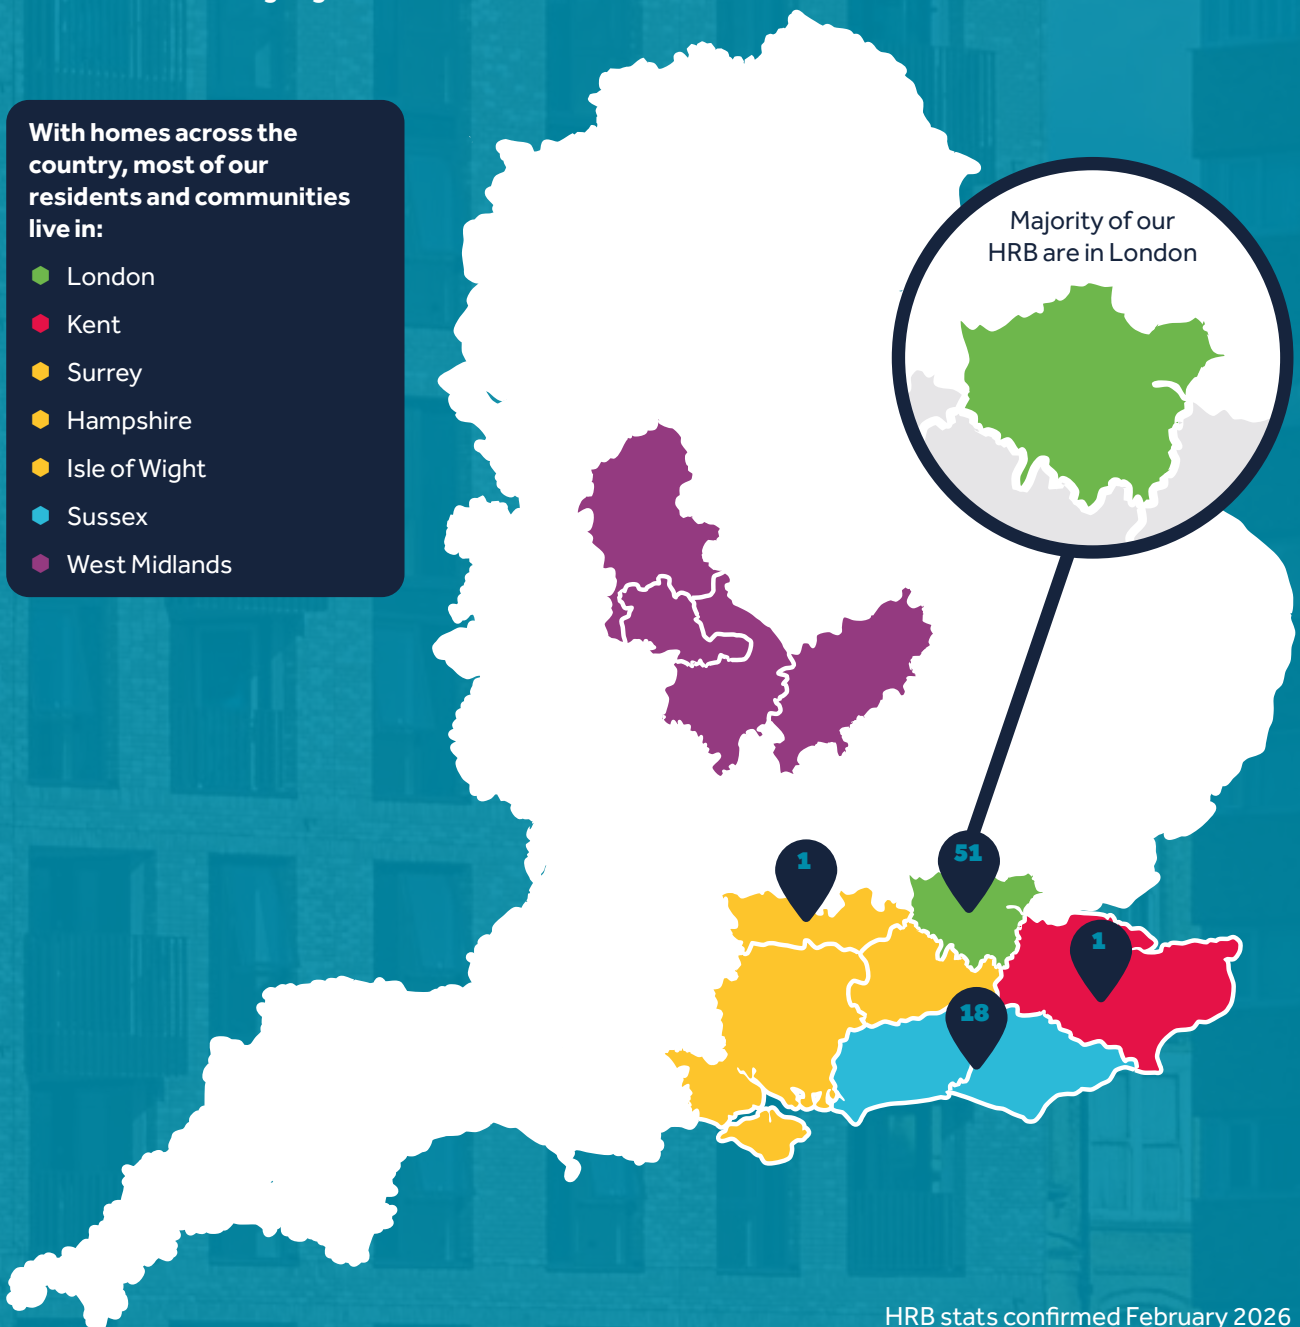 With homes across the
country, most of our
residents and communities
live in:
London
Kent
Surrey
Hampshire
Isle of Wight
Sussex
West Midlands
Majority of our
HRB are in London
1
51
1
18
HRB stats confirmed February 2026